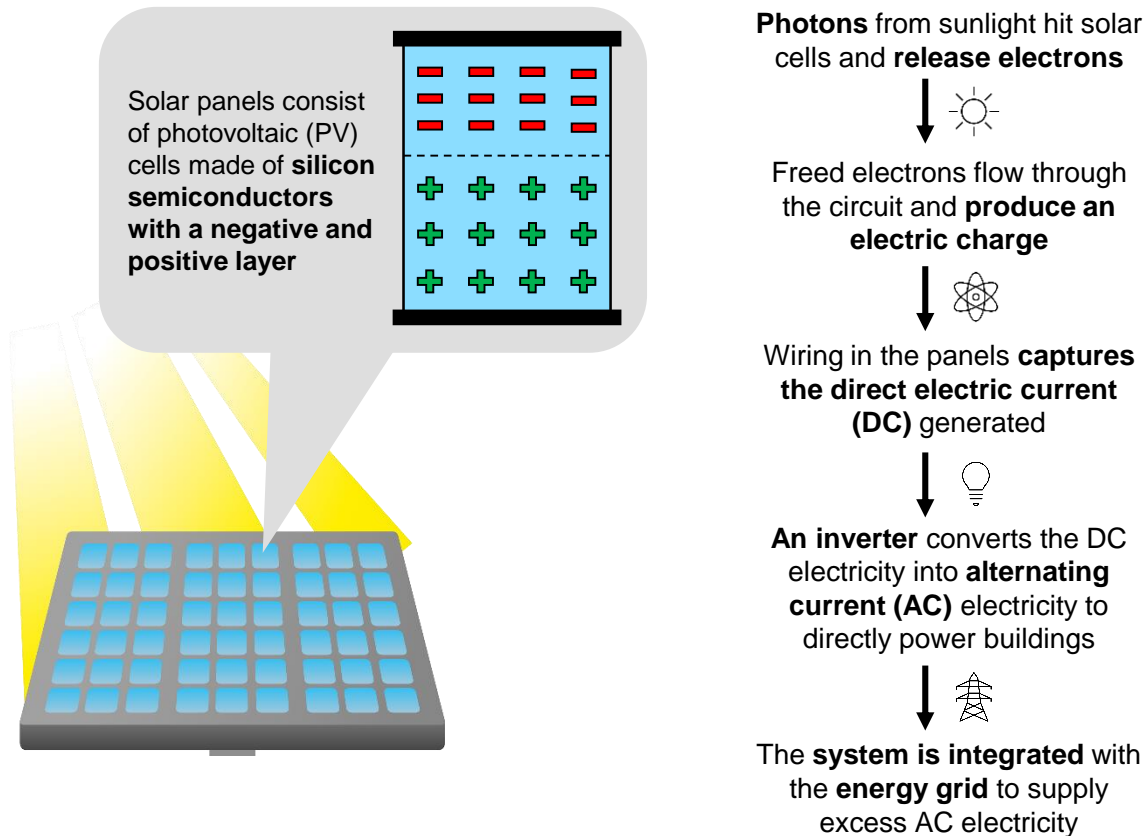 Solar panels consist
of photovoltaic (PV)
cells made of silicon
semiconductors
with a negative and
positive layer
Photons from sunlight hit solar
cells and release electrons
Freed electrons flow through
the circuit and produce an
electric charge
Wiring in the panels captures
the direct electric current
(DC) generated
An inverter converts the DC
electricity into alternating
current (AC) electricity to
directly power buildings
The system is integrated with
the energy grid to supply
excess AC electricity